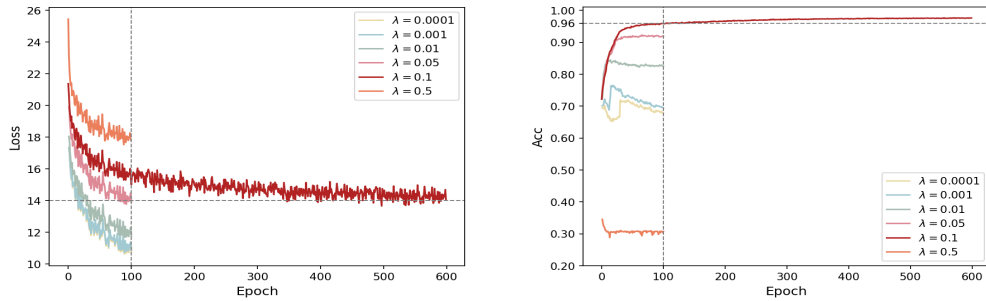 26
24
22
20
18
16
14
12
10
Loss
0
100
200
300
400
500
600
Epoch
λ = 0.0001
λ = 0.001
λ = 0.01
λ = 0.05
λ = 0.1
λ = 0.5
1.00
0.96
0.90
0.80
0.70
0.60
0.50
0.40
0.30
0.20
Acc
0
100
200
300
400
500
600
Epoch
λ = 0.0001
λ = 0.001
λ = 0.01
λ = 0.05
λ = 0.1
λ = 0.5